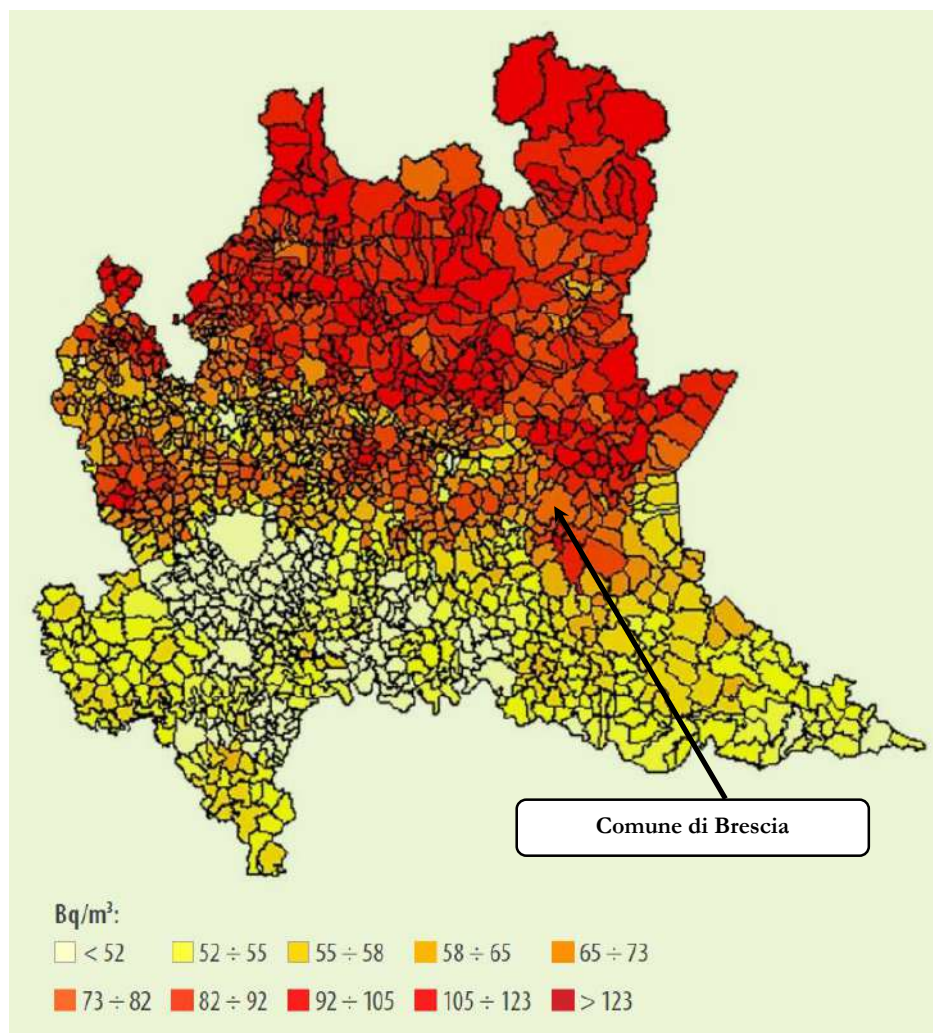 Comune di Brescia
Bq/m³:
< 52 52 ÷ 55 55 ÷ 58 58 ÷ 65 65 ÷ 73
73 ÷ 82 82 ÷ 92 92 ÷ 105 105 ÷ 123 > 123